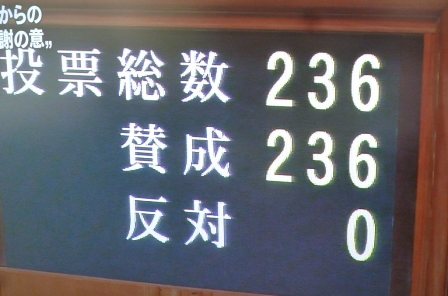 からの
謝の意〟
投票総数 236
賛成 236
反対 0